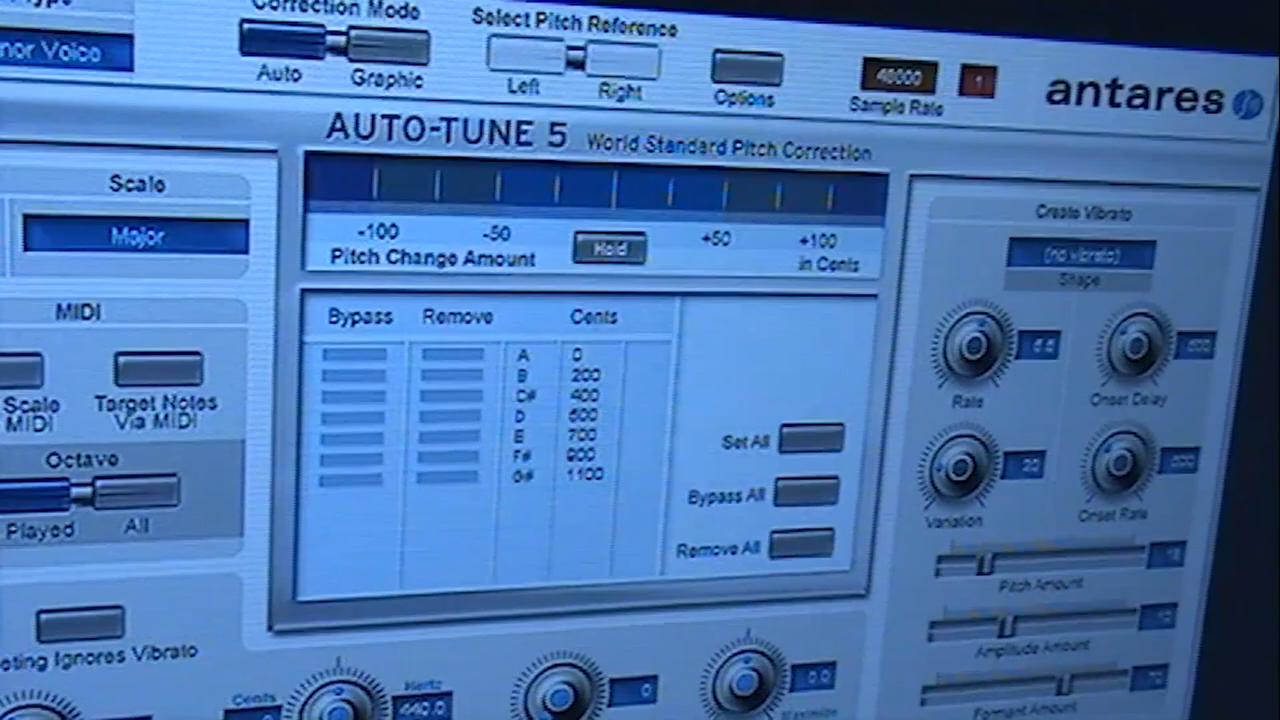 Correction Mode
Select Pitch Reference
nor Voice
Auto
Graphic
Left
Right
Options
48000
Sample Rate
1
antares
AUTO-TUNE 5 World Standard Pitch Correction
Scale
Major
-100
-50
Hold
+50
+100
Pitch Change Amount
in Cents
MIDI
Scale
MIDI
Target Notes
Via MIDI
Octave
Played
All
Bypass Remove Cents
A 0
B 200
C# 400
D 500
E 700
F# 900
G# 1100
Set All
Bypass All
Remove All
Create Vibrato
(no vibrato)
Shape
Rate
Onset Delay
20
Variation
Onset Rate
Pitch Amount
Amplitude Amount
Formant Amount
eting Ignores Vibrato
Cents
Hertz
440.0
0
0.0